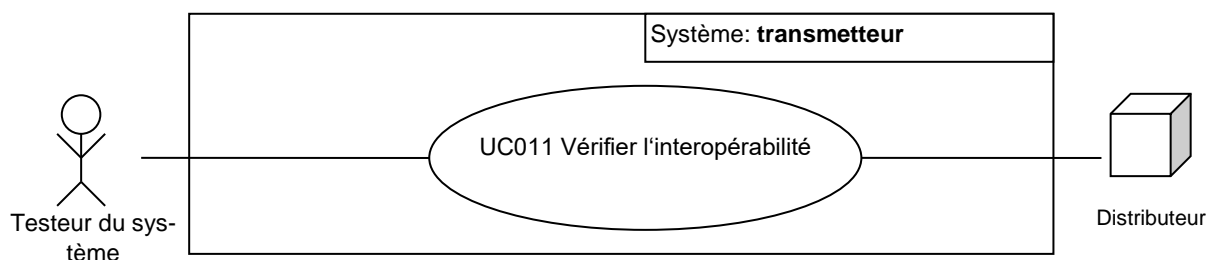 Système: transmetteur
UC011 Vérifier l‘interopérabilité
Testeur du sys-
tème
Distributeur